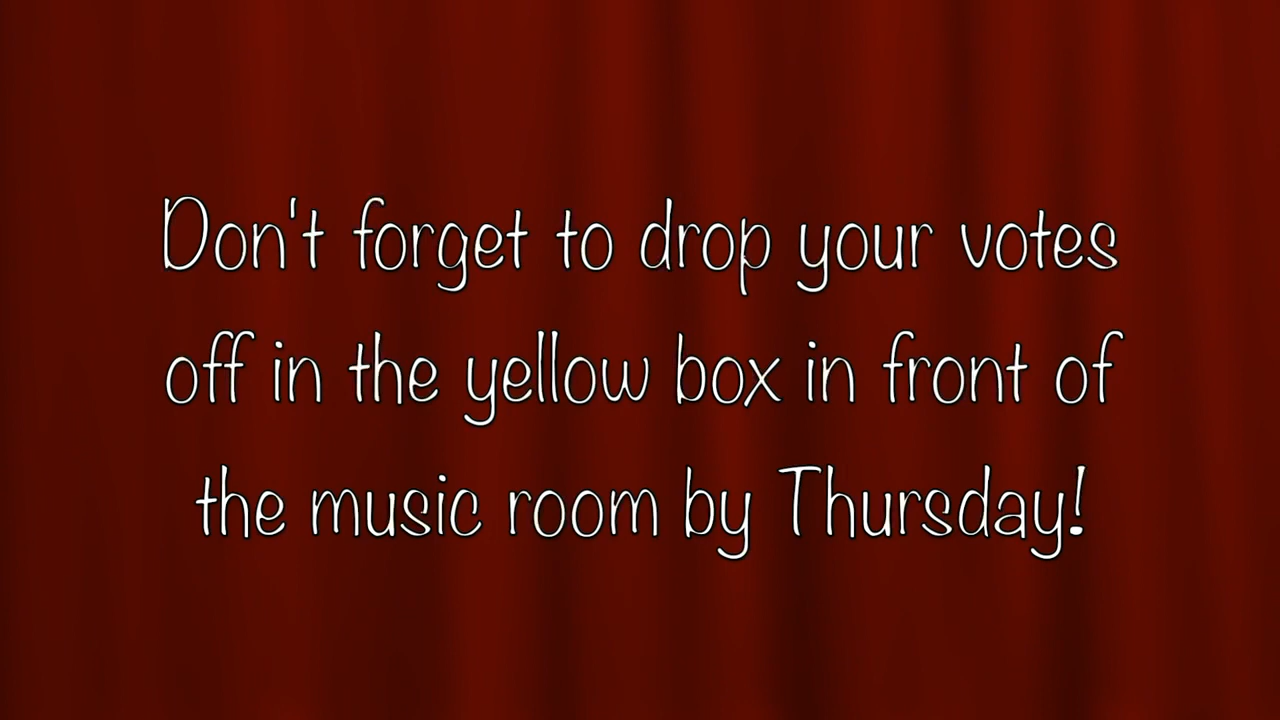 Don't forget to drop your votes
off in the yellow box in front of
the music room by Thursday!